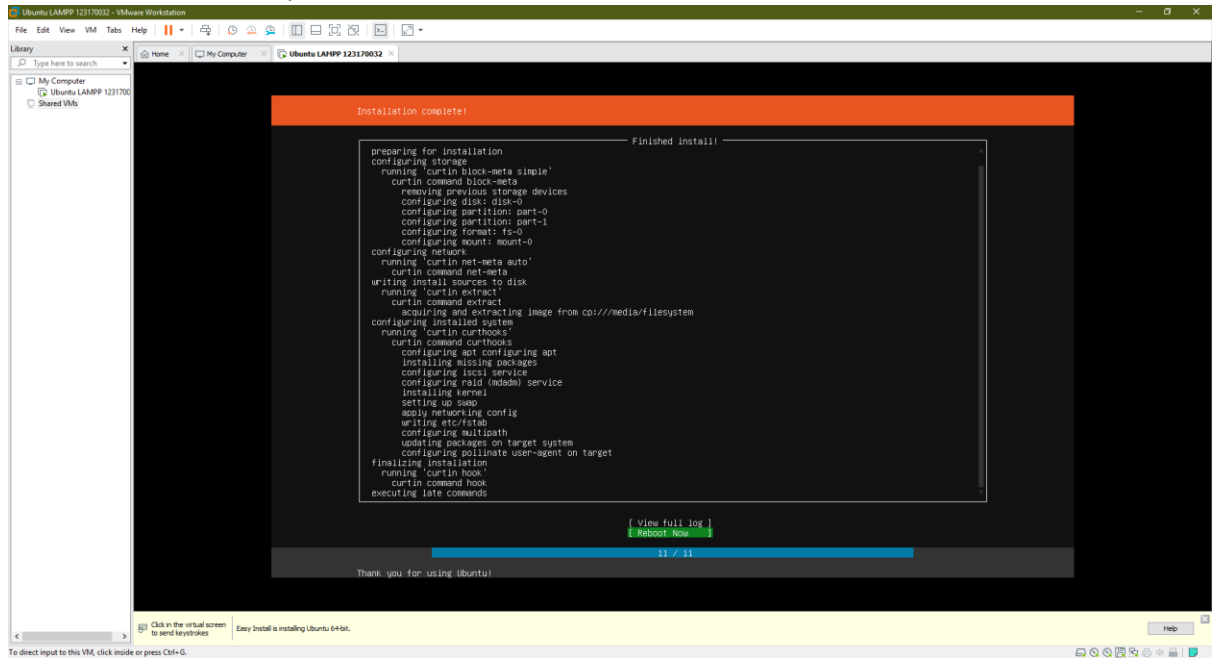 Ubuntu LAMPP 123170032 - VMware Workstation
File Edit View VM Tabs Help
Library
Type here to search
My Computer
Ubuntu LAMPP 1231700
Shared VMs
Home
My Computer
Ubuntu LAMPP 123170032
Installation complete!
Finished install!
preparing for installation
configuring storage
running 'curtin block-meta simple'
curtin command block-meta
removing previous storage devices
configuring disk: disk-0
configuring partition: part-0
configuring partition: part-1
configuring format: fs-0
configuring mount: mount-0
configuring network
running 'curtin net-meta auto'
curtin command net-meta
writing install sources to disk
running 'curtin extract'
curtin command extract
acquiring and extracting image from cp:///media/filesystem
configuring installed system
running 'curtin curthooks'
curtin command curthooks
configuring apt configuring apt
installing missing packages
configuring iscsi service
configuring raid (mdadm) service
installing kernel
setting up swap
apply networking config
writing etc/fstab
configuring multipath
updating packages on target system
configuring pollinate user-agent on target
finalizing installation
running 'curtin hook'
curtin command hook
executing late commands
[ View full log ]
[ Reboot Now ]
11 / 11
Thank you for using Ubuntu!
Click in the virtual screen
to send keystrokes
Easy Install is installing Ubuntu 64-bit.
Help
To direct input to this VM, click inside or press Ctrl+G.